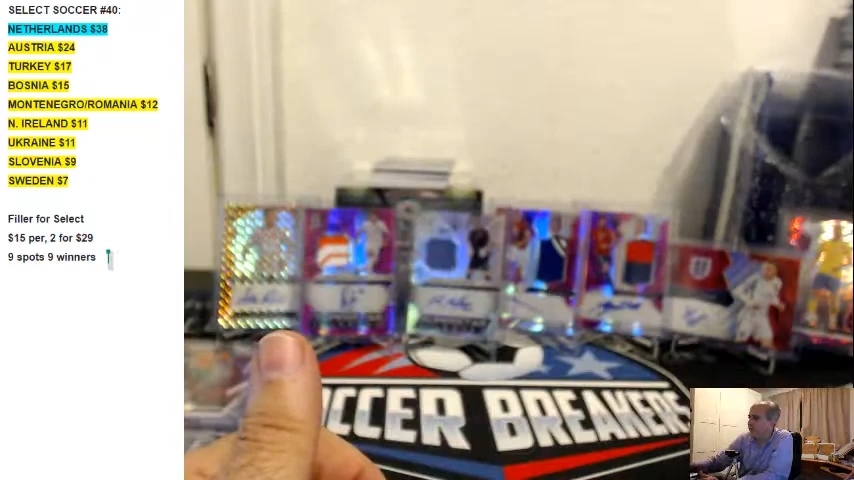 SELECT SOCCER #40:
NETHERLANDS $38
AUSTRIA $24
TURKEY $17
BOSNIA $15
MONTENEGRO/ROMANIA $12
N. IRELAND $11
UKRAINE $11
SLOVENIA $9
SWEDEN $7
Filler for Select
$15 per, 2 for $29
9 spots 9 winners
OCCER BREAKERS